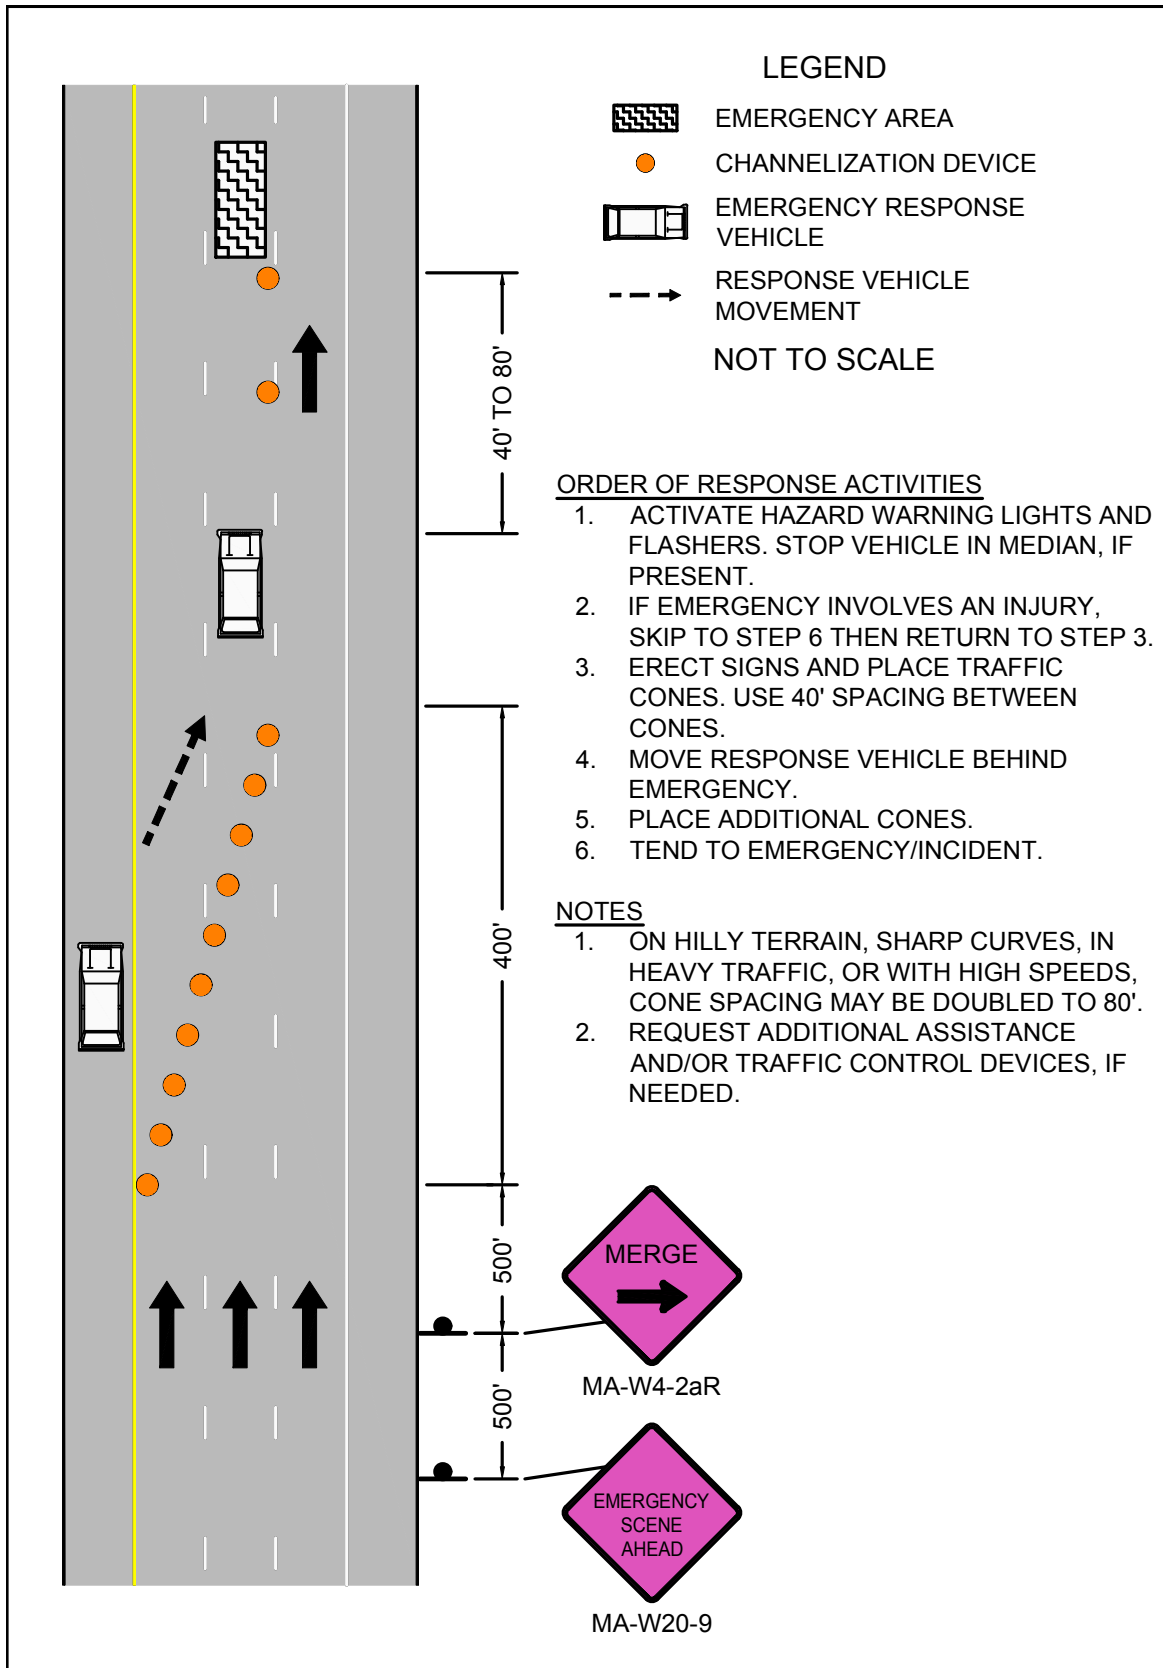 LEGEND
EMERGENCY AREA
CHANNELIZATION DEVICE
EMERGENCY RESPONSE
VEHICLE
RESPONSE VEHICLE
MOVEMENT
NOT TO SCALE
40' TO 80'
ORDER OF RESPONSE ACTIVITIES
1. ACTIVATE HAZARD WARNING LIGHTS AND
FLASHERS. STOP VEHICLE IN MEDIAN, IF
PRESENT.
2. IF EMERGENCY INVOLVES AN INJURY,
SKIP TO STEP 6 THEN RETURN TO STEP 3.
3. ERECT SIGNS AND PLACE TRAFFIC
CONES. USE 40' SPACING BETWEEN
CONES.
4. MOVE RESPONSE VEHICLE BEHIND
EMERGENCY.
5. PLACE ADDITIONAL CONES.
6. TEND TO EMERGENCY/INCIDENT.
NOTES
1. ON HILLY TERRAIN, SHARP CURVES, IN
HEAVY TRAFFIC, OR WITH HIGH SPEEDS,
CONE SPACING MAY BE DOUBLED TO 80'.
2. REQUEST ADDITIONAL ASSISTANCE
AND/OR TRAFFIC CONTROL DEVICES, IF
NEEDED.
400'
500'
MERGE
MA-W4-2aR
500'
EMERGENCY
SCENE
AHEAD
MA-W20-9